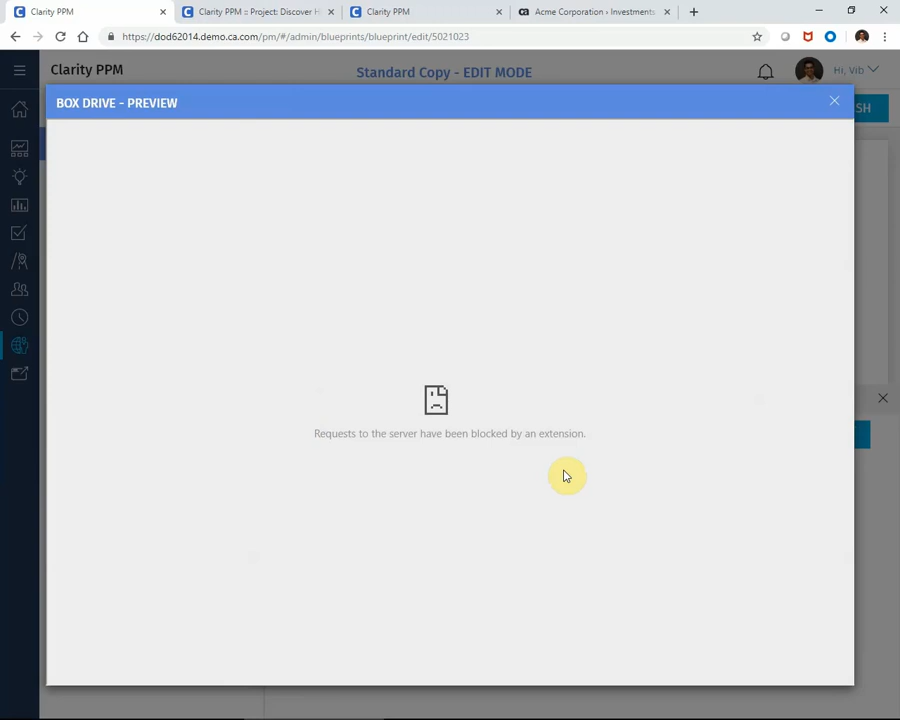 Clarity PPM
Clarity PPM :: Project: Discover H
Clarity PPM
Acme Corporation › Investments
https://dod62014.demo.ca.com/pm/#/admin/blueprints/blueprint/edit/5021023
Clarity PPM
Standard Copy - EDIT MODE
Hi, Vib
BOX DRIVE - PREVIEW
SH
Requests to the server have been blocked by an extension.